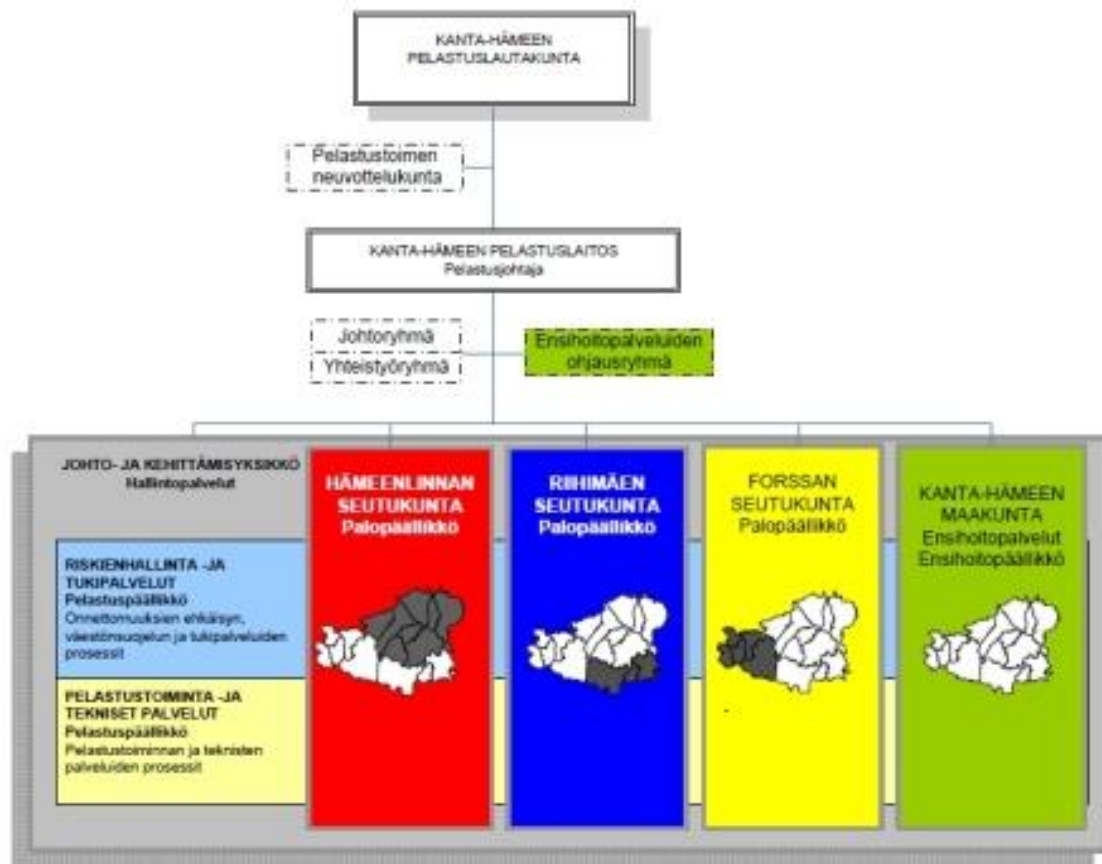 KANTA-HÄMEEN
PELASTUSLAUTAKUNTA
Pelastustoimen
neuvottelukunta
KANTA-HÄMEEN PELASTUSLAITOS
Pelastusjohtaja
Johtoryhmä
Yhteistyöryhmä
Ensihoitopalveluiden
ohjausryhmä
JOHTO- JA KEHITTÄMISYKSIKKÖ
Hallintopalvelut
HÄMEENLINNAN
SEUTUKUNTA
Palopäällikkö
RIIHIMÄEN
SEUTUKUNTA
Palopäällikkö
FORSSAN
SEUTUKUNTA
Palopäällikkö
KANTA-HÄMEEN
MAAKUNTA
Ensihoitopalvelut
Ensihoitopäällikkö
RISKIENHALLINTA -JA
TUKIPALVELUT
Pelastuspäällikkö
Onnettomuuksien ehkäisyn,
väestönsuojelun ja tukipalveluiden
prosessit
PELASTUSTOIMINTA -JA
TEKNISET PALVELUT
Pelastuspäällikkö
Pelastustoiminnan ja teknisten
palveluiden prosessit